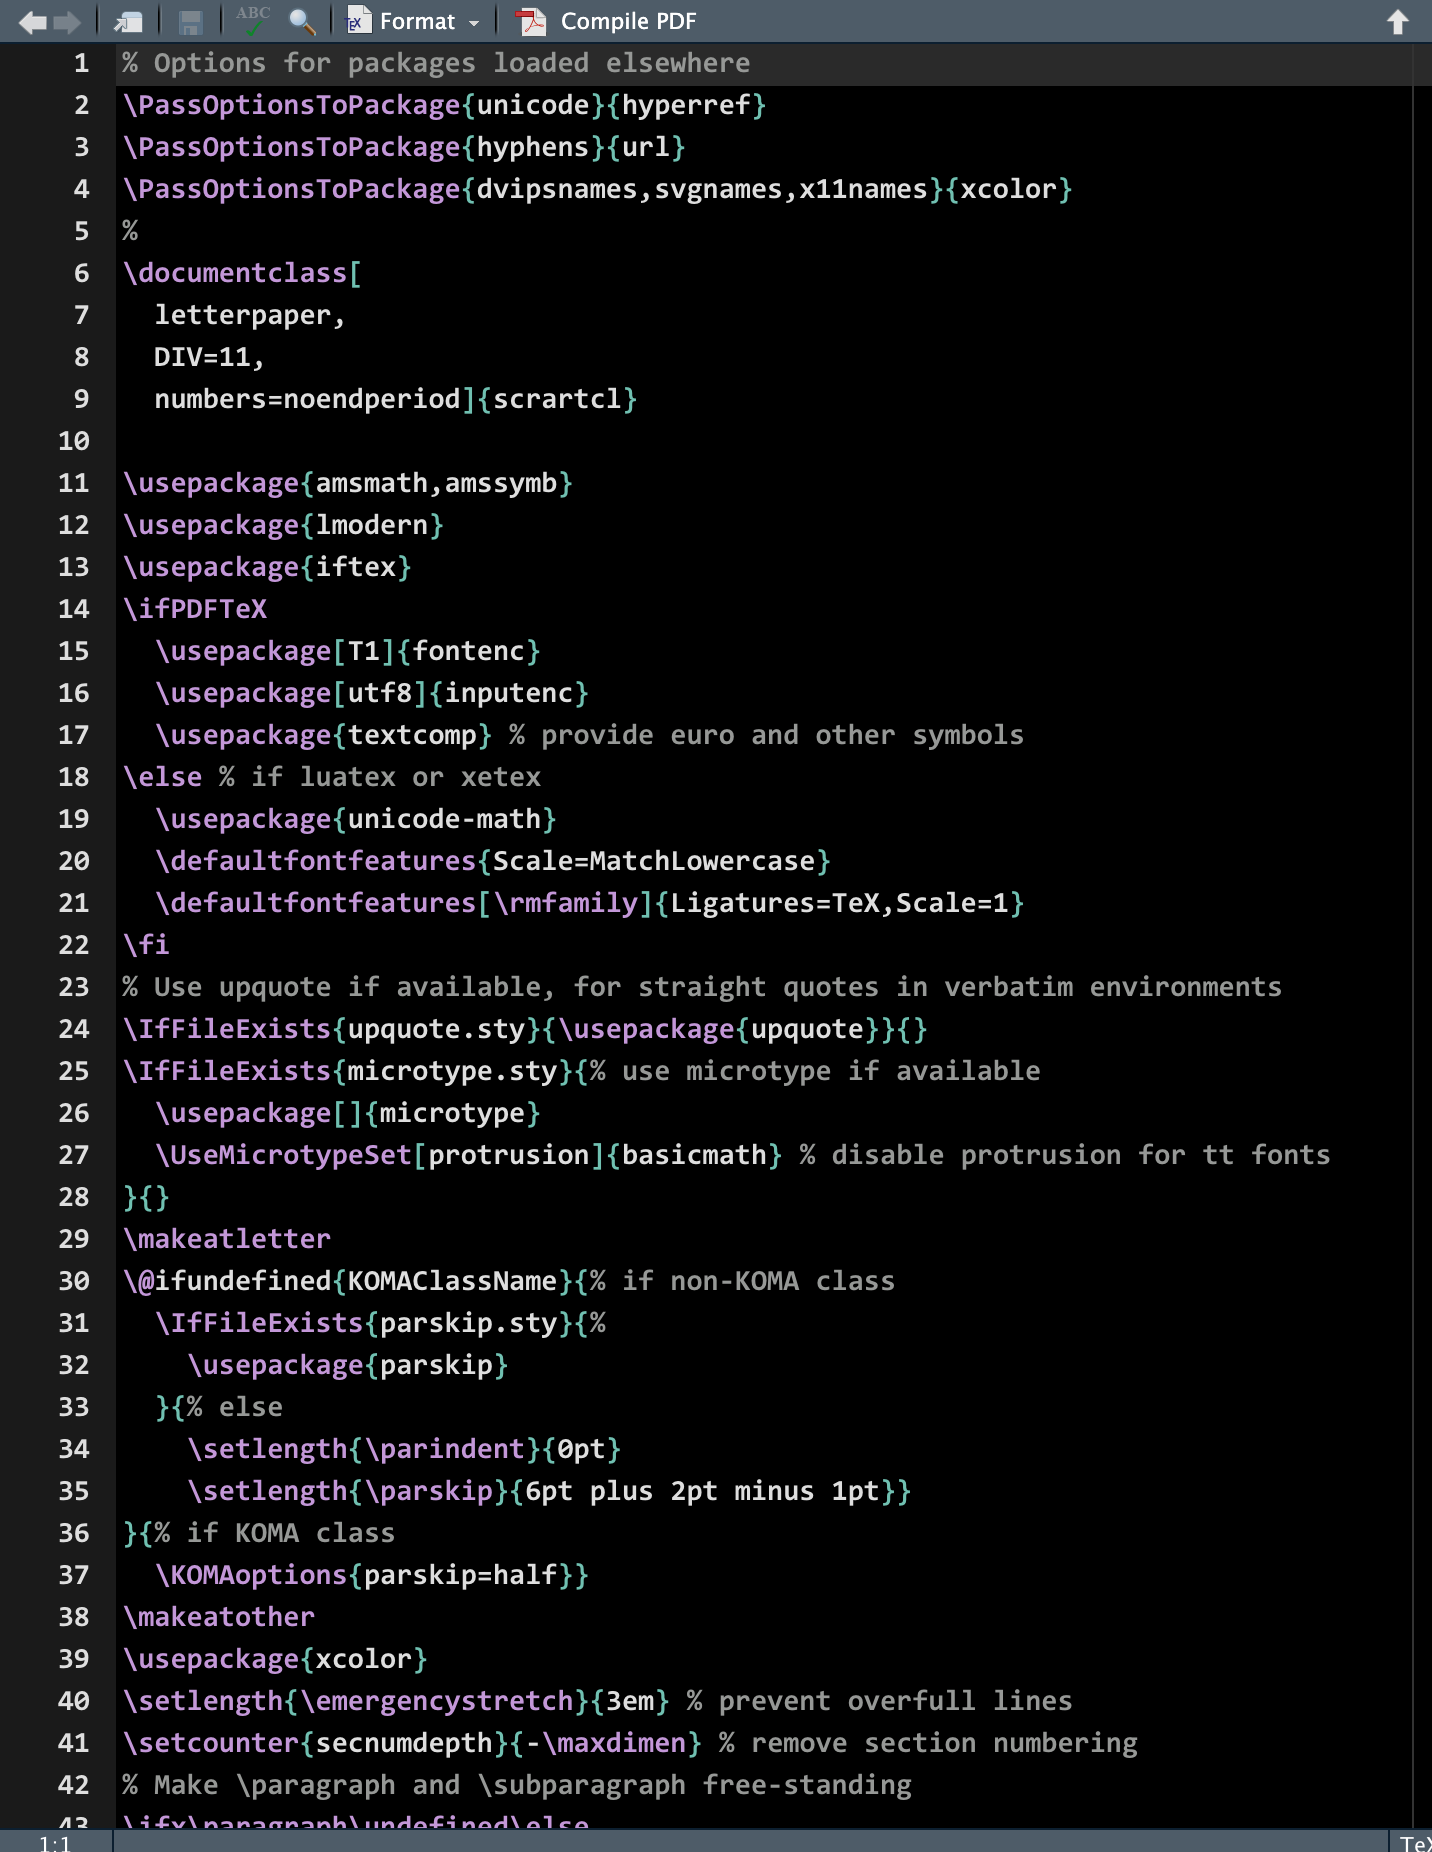 ABC
TEX Format Compile PDF
1 % Options for packages loaded elsewhere
2 \PassOptionsToPackage{unicode}{hyperref}
3 \PassOptionsToPackage{hyphens}{url}
4 \PassOptionsToPackage{dvipsnames,svgnames,x11names}{xcolor}
5 %
6 \documentclass[
7   letterpaper,
8   DIV=11,
9   numbers=noendperiod]{scrartcl}
10
11 \usepackage{amsmath,amssymb}
12 \usepackage{lmodern}
13 \usepackage{iftex}
14 \ifPDFTeX
15   \usepackage[T1]{fontenc}
16   \usepackage[utf8]{inputenc}
17   \usepackage{textcomp} % provide euro and other symbols
18 \else % if luatex or xetex
19   \usepackage{unicode-math}
20   \defaultfontfeatures{Scale=MatchLowercase}
21   \defaultfontfeatures[\rmfamily]{Ligatures=TeX,Scale=1}
22 \fi
23 % Use upquote if available, for straight quotes in verbatim environments
24 \IfFileExists{upquote.sty}{\usepackage{upquote}}{}
25 \IfFileExists{microtype.sty}{% use microtype if available
26   \usepackage[]{microtype}
27   \UseMicrotypeSet[protrusion]{basicmath} % disable protrusion for tt fonts
28 }{}
29 \makeatletter
30 \@ifundefined{KOMAClassName}{% if non-KOMA class
31   \IfFileExists{parskip.sty}{%
32     \usepackage{parskip}
33   }{% else
34     \setlength{\parindent}{0pt}
35     \setlength{\parskip}{6pt plus 2pt minus 1pt}}
36 }{% if KOMA class
37   \KOMAoptions{parskip=half}}
38 \makeatother
39 \usepackage{xcolor}
40 \setlength{\emergencystretch}{3em} % prevent overfull lines
41 \setcounter{secnumdepth}{-\maxdimen} % remove section numbering
42 % Make \paragraph and \subparagraph free-standing
43 \ifx\paragraph\undefined\else
1:1 TeX